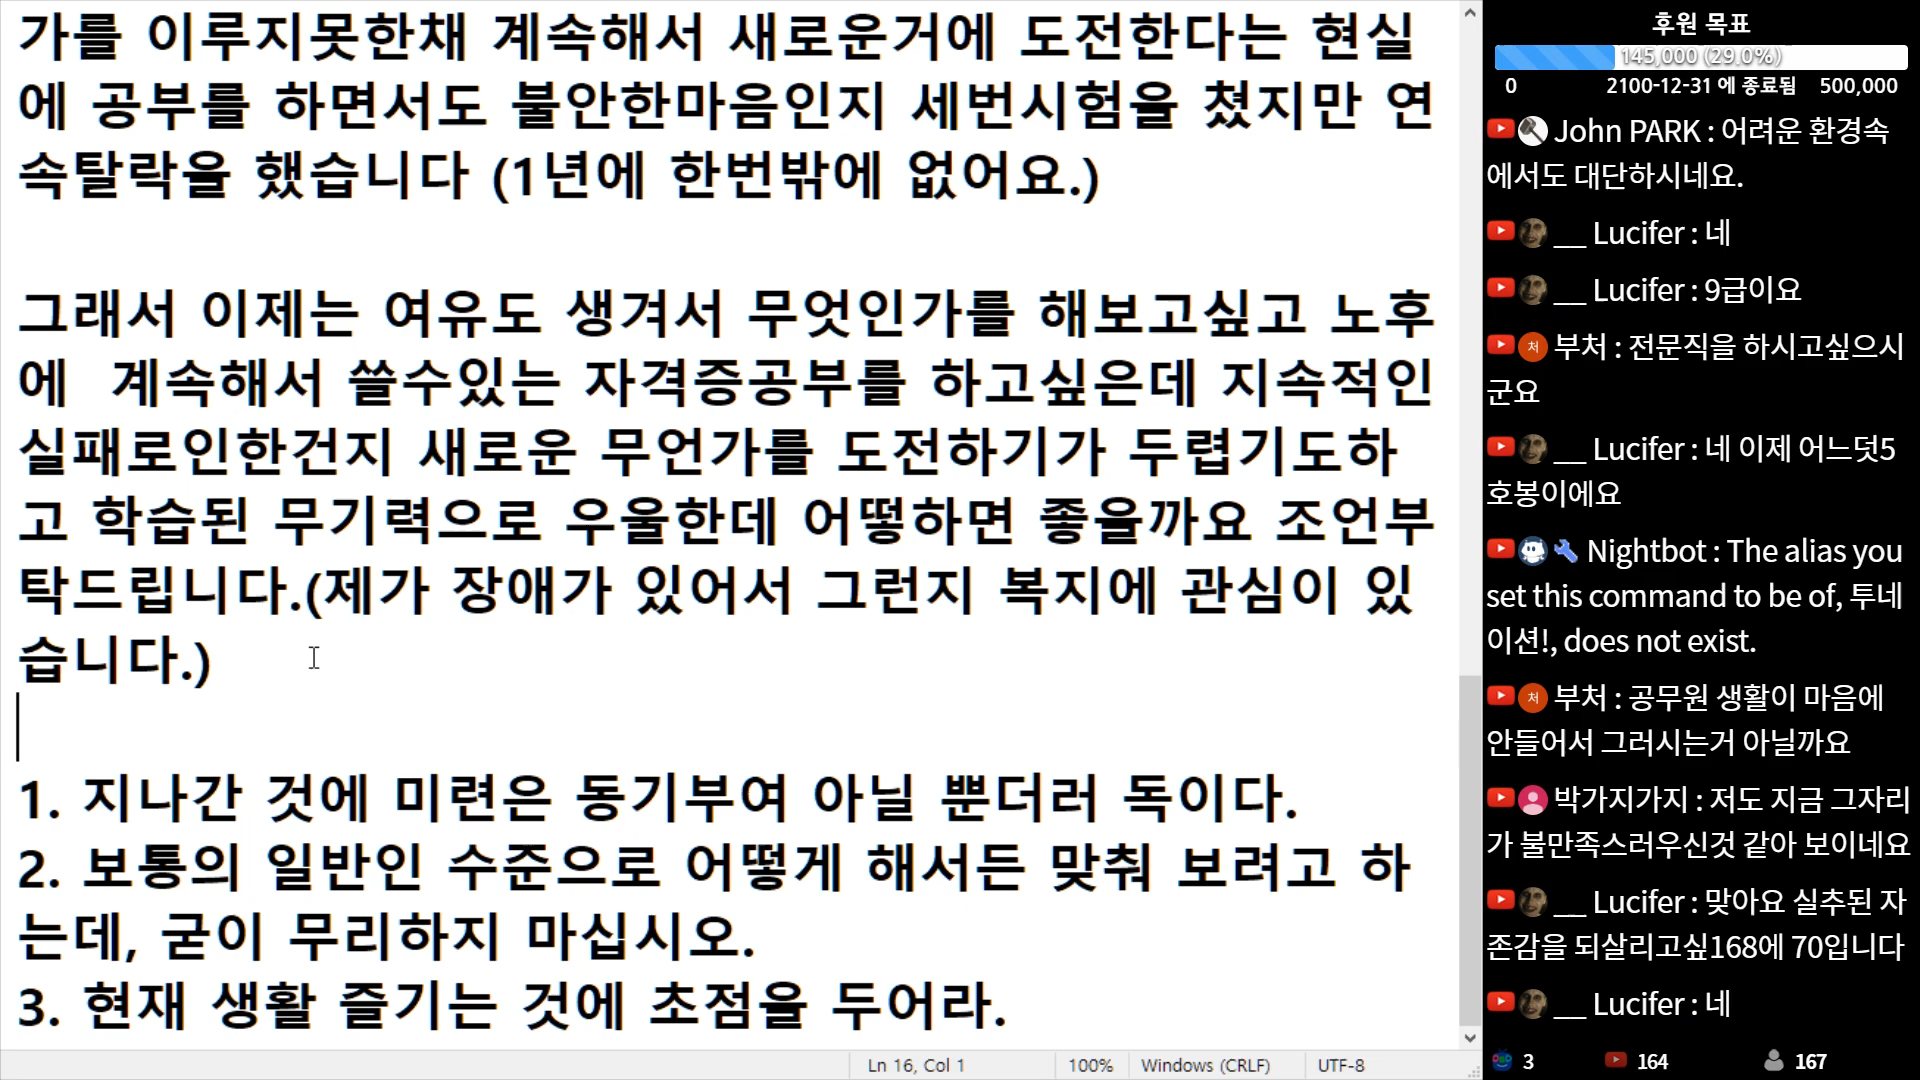 가를 이루지못한채 계속해서 새로운거에 도전한다는 현실
에 공부를 하면서도 불안한마음인지 세번시험을 쳤지만 연
속탈락을 했습니다 (1년에 한번밖에 없어요.)
그래서 이제는 여유도 생겨서 무엇인가를 해보고싶고 노후
에  계속해서 쓸수있는 자격증공부를 하고싶은데 지속적인
실패로인한건지 새로운 무언가를 도전하기가 두렵기도하
고 학습된 무기력으로 우울한데 어떻하면 좋을까요 조언부
탁드립니다.(제가 장애가 있어서 그런지 복지에 관심이 있
습니다.)
1. 지나간 것에 미련은 동기부여 아닐 뿐더러 독이다.
2. 보통의 일반인 수준으로 어떻게 해서든 맞춰 보려고 하
는데, 굳이 무리하지 마십시오.
3. 현재 생활 즐기는 것에 초점을 두어라.
Ln 16, Col 1
100%
Windows (CRLF)
UTF-8
후원 목표
145,000 (29.0%)
0 2100-12-31 에 종료됨 500,000
John PARK : 어려운 환경속
에서도 대단하시네요.
__ Lucifer : 네
__ Lucifer : 9급이요
처 부처 : 전문직을 하시고싶으시
군요
__ Lucifer : 네 이제 어느덧5
호봉이에요
Nightbot : The alias you
set this command to be of, 투네
이션!, does not exist.
처 부처 : 공무원 생활이 마음에
안들어서 그러시는거 아닐까요
박가지가지 : 저도 지금 그자리
가 불만족스러우신것 같아 보이네요
__ Lucifer : 맞아요 실추된 자
존감을 되살리고싶168에 70입니다
__ Lucifer : 네
3 164 167